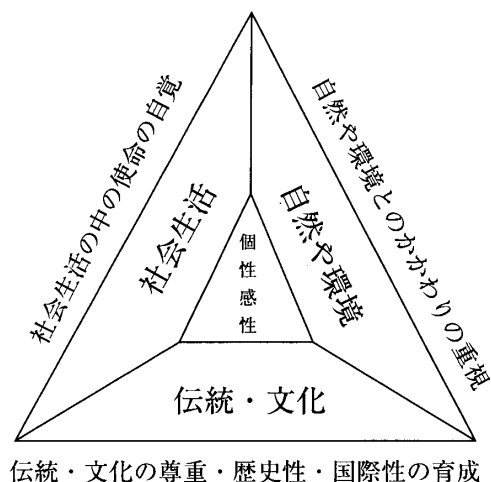 社会生活の中の使命の自覚
自然や環境とのかかわりの重視
社会生活
自然や環境
個性感性
伝統・文化
伝統・文化の尊重・歴史性・国際性の育成